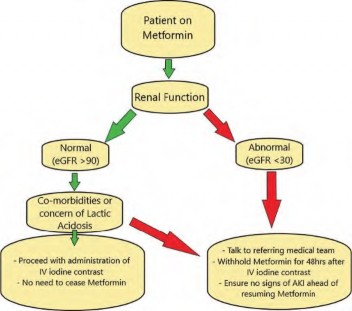 Patient on
Metformin
Renal Function
Normal
(eGFR >90)
Abnormal
(eGFR <30)
Co-morbidities or
concern of Lactic
Acidosis
- Proceed with administration of
IV iodine contrast
- No need to cease Metformin
- Talk to referring medical team
- Withhold Metformin for 48hrs after
IV iodine contrast
- Ensure no signs of AKI ahead of
resuming Metformin